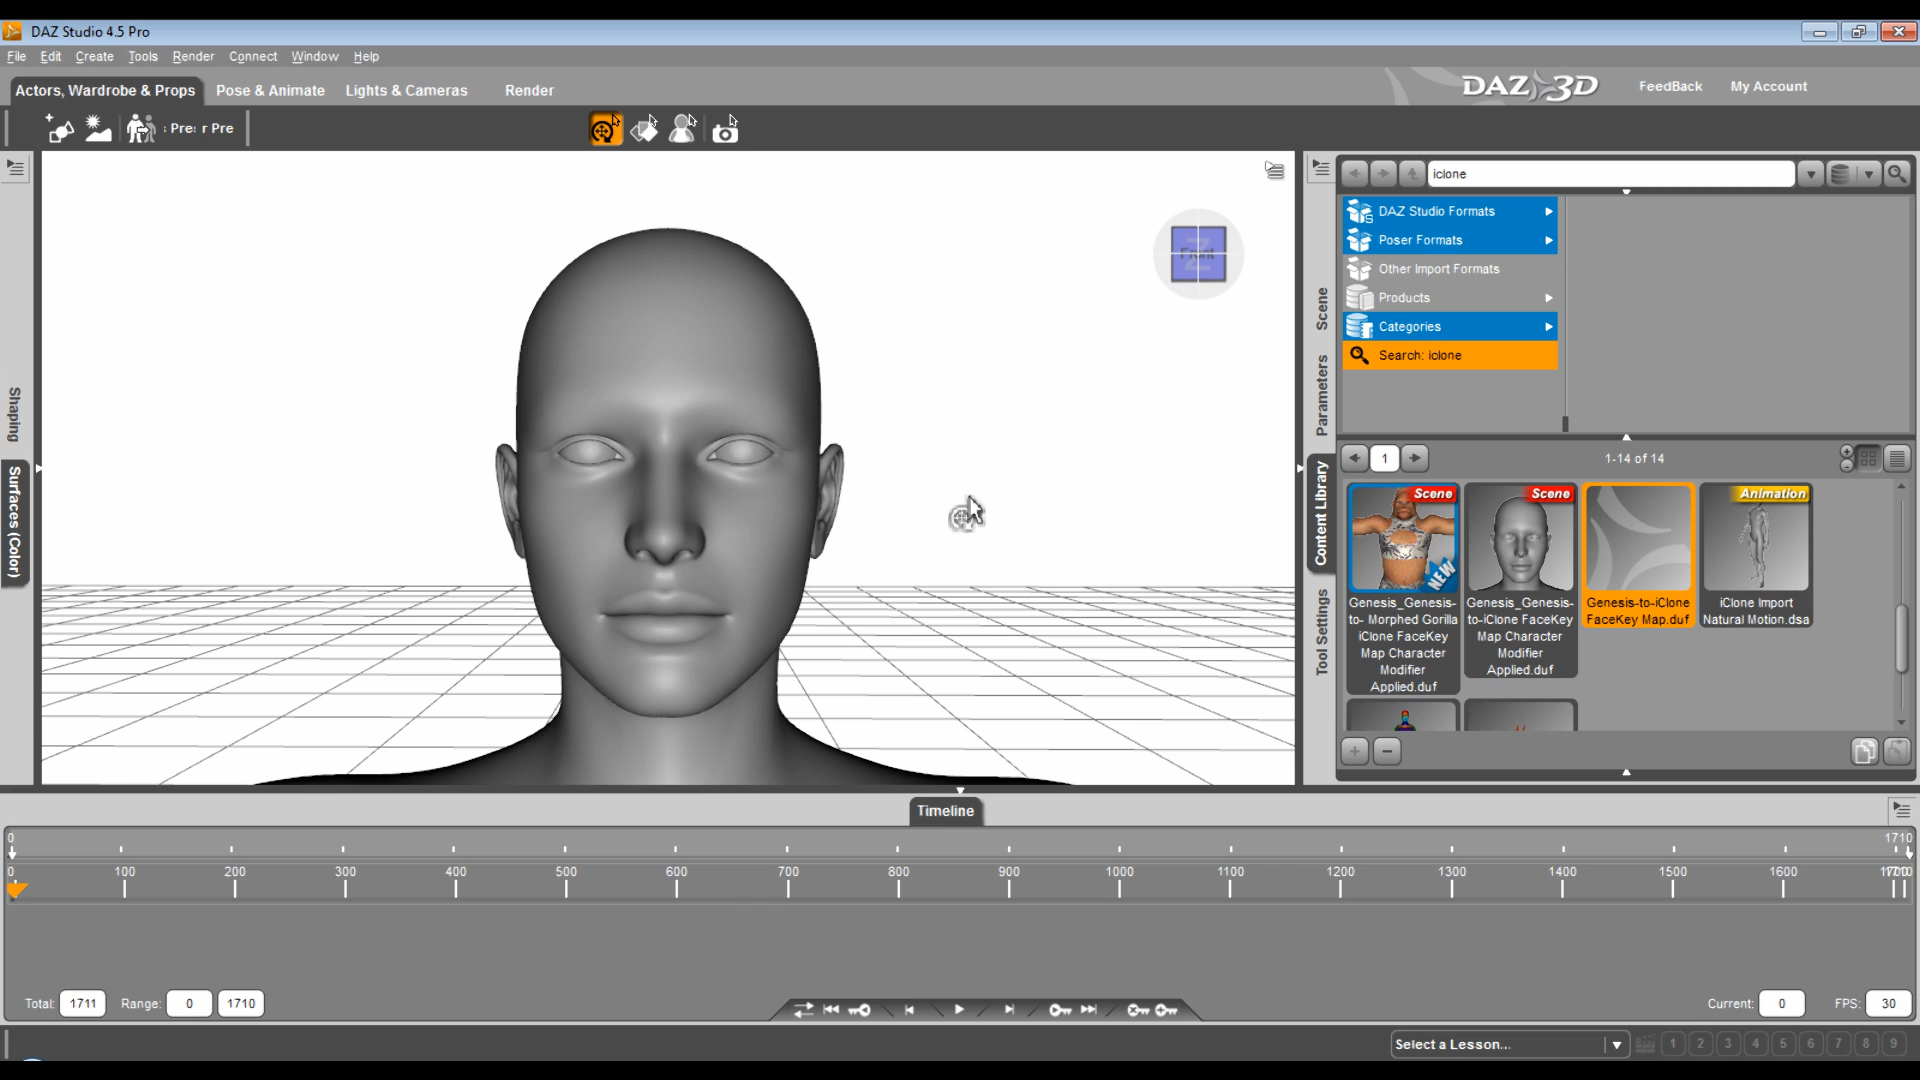 DAZ Studio 4.5 Pro
File Edit Create Tools Render Connect Window Help
Actors, Wardrobe & Props Pose & Animate Lights & Cameras Render
DAZ 3D FeedBack My Account
: Pre: r Pre
Shaping
Surfaces (Color)
Front
Z
Scene
Parameters
Content Library
Tool Settings
iclone
DAZ Studio Formats
Poser Formats
Other Import Formats
Products
Categories
Search: iclone
1
1-14 of 14
Scene
NEW
Genesis_Genesis-
to- Morphed Gorilla
iClone FaceKey
Map Character
Modifier
Applied.duf
Scene
Genesis_Genesis-
to-iClone FaceKey
Map Character
Modifier
Applied.duf
Genesis-to-iClone
FaceKey Map.duf
Animation
iClone Import
Natural Motion.dsa
Timeline
0 1710
0 100 200 300 400 500 600 700 800 900 1000 1100 1200 1300 1400 1500 1600
Total: 1711 Range: 0 1710
Current: 0 FPS: 30
Select a Lesson...
1 2 3 4 5 6 7 8 9